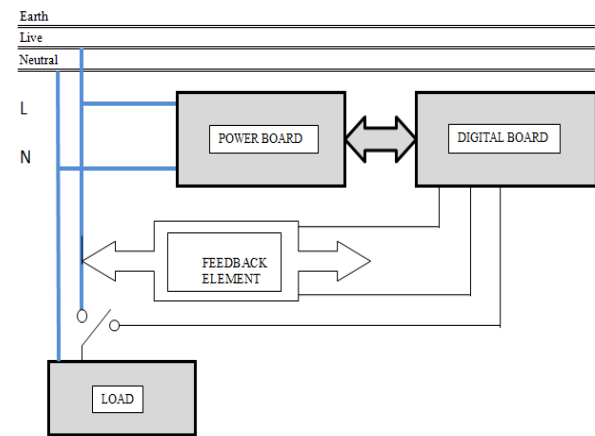 Earth
Live
Neutral
L
N
POWER BOARD
DIGITAL BOARD
FEEDBACK
ELEMENT
LOAD